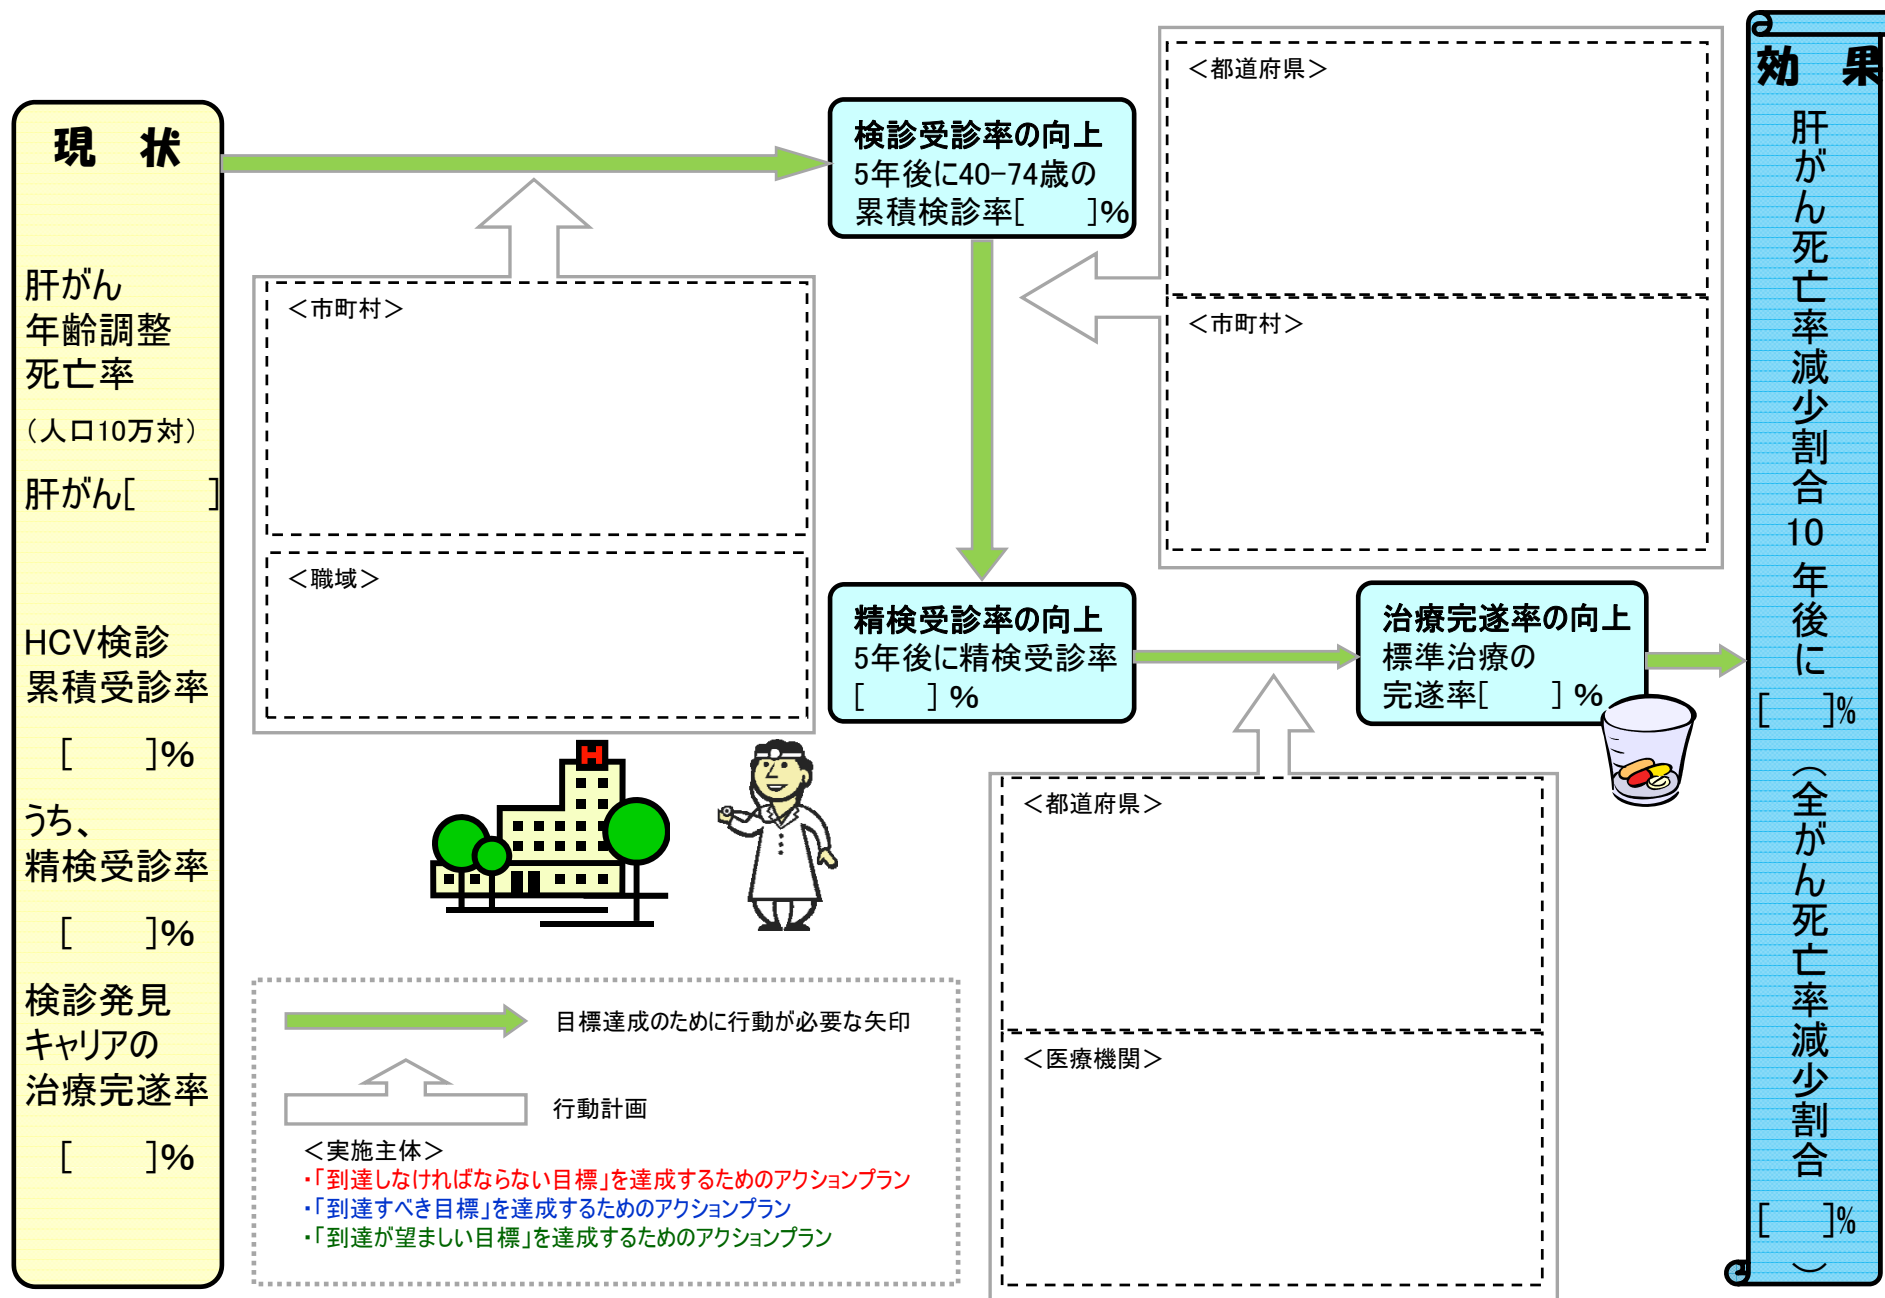 現　状
肝がん
年齢調整
死亡率
（人口10万対）
肝がん[　　]
HCV検診
累積受診率
[　　]%
うち、
精検受診率
[　　]%
検診発見
キャリアの
治療完遂率
[　　]%
検診受診率の向上
5年後に40-74歳の
累積検診率[　　]%
＜市町村＞
＜職域＞
＜都道府県＞
＜市町村＞
精検受診率の向上
5年後に精検受診率
[　　] %
治療完遂率の向上
標準治療の
完遂率[　　] %
H
＜都道府県＞
＜医療機関＞
目標達成のために行動が必要な矢印
行動計画
＜実施主体＞
・「到達しなければならない目標」を達成するためのアクションプラン
・「到達すべき目標」を達成するためのアクションプラン
・「到達が望ましい目標」を達成するためのアクションプラン
効　果
肝がん死亡率減少割合10年後に[　　]%（全がん死亡率減少割合[　　]%）